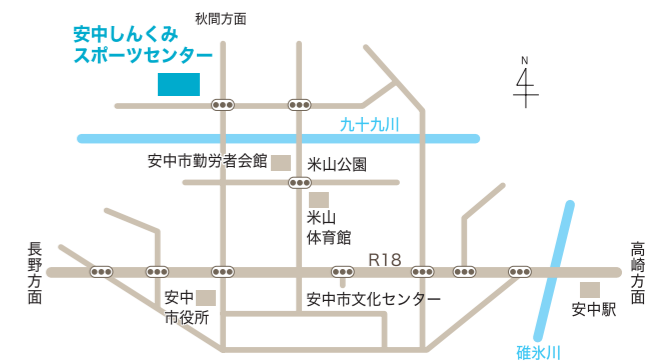 秋間方面
安中しんくみ
スポーツセンター
N
九十九川
安中市勤労者会館
米山公園
米山
体育館
R18
長野方面
高崎方面
安中
市役所
安中市文化センター
安中駅
碓氷川